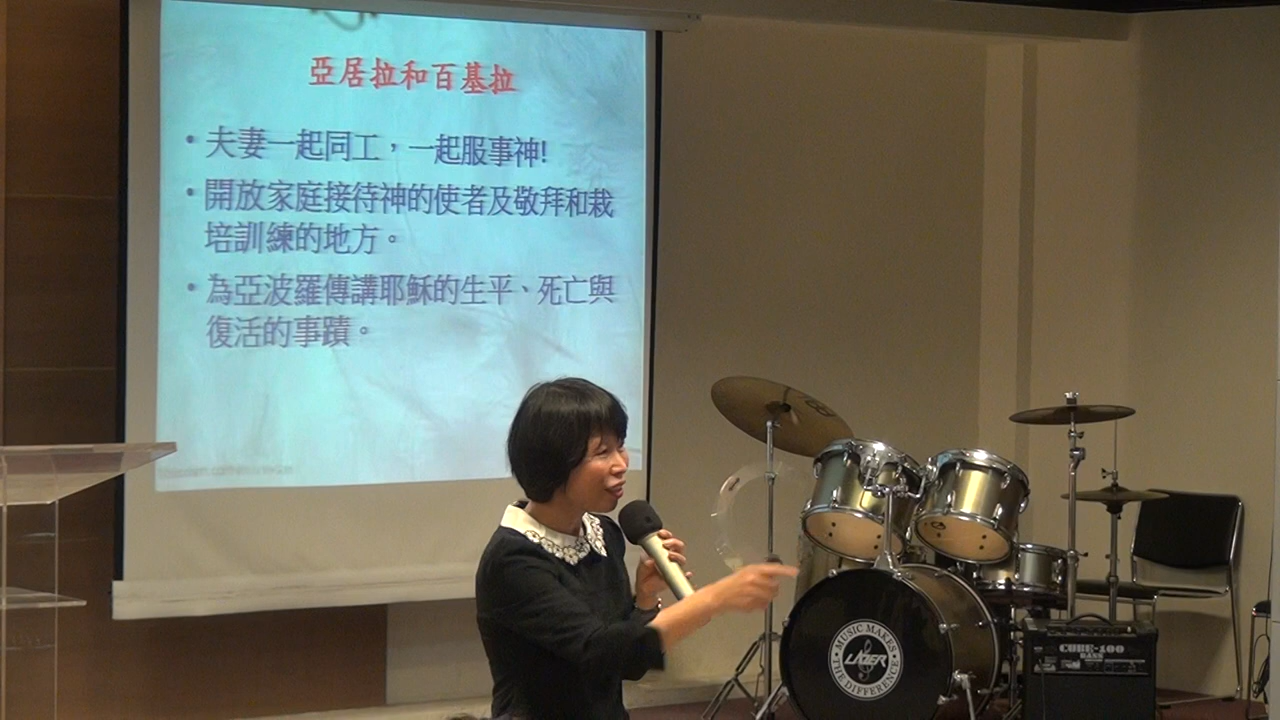 亞居拉和百基拉
• 夫妻一起同工，一起服事神!
• 開放家庭接待神的使者及敬拜和栽
培訓練的地方。
• 為亞波羅傳講耶穌的生平、死亡與
復活的事蹟。
MUSIC MAKES
LAZER
THE DIFFERENCE
CUBE-100
BASS